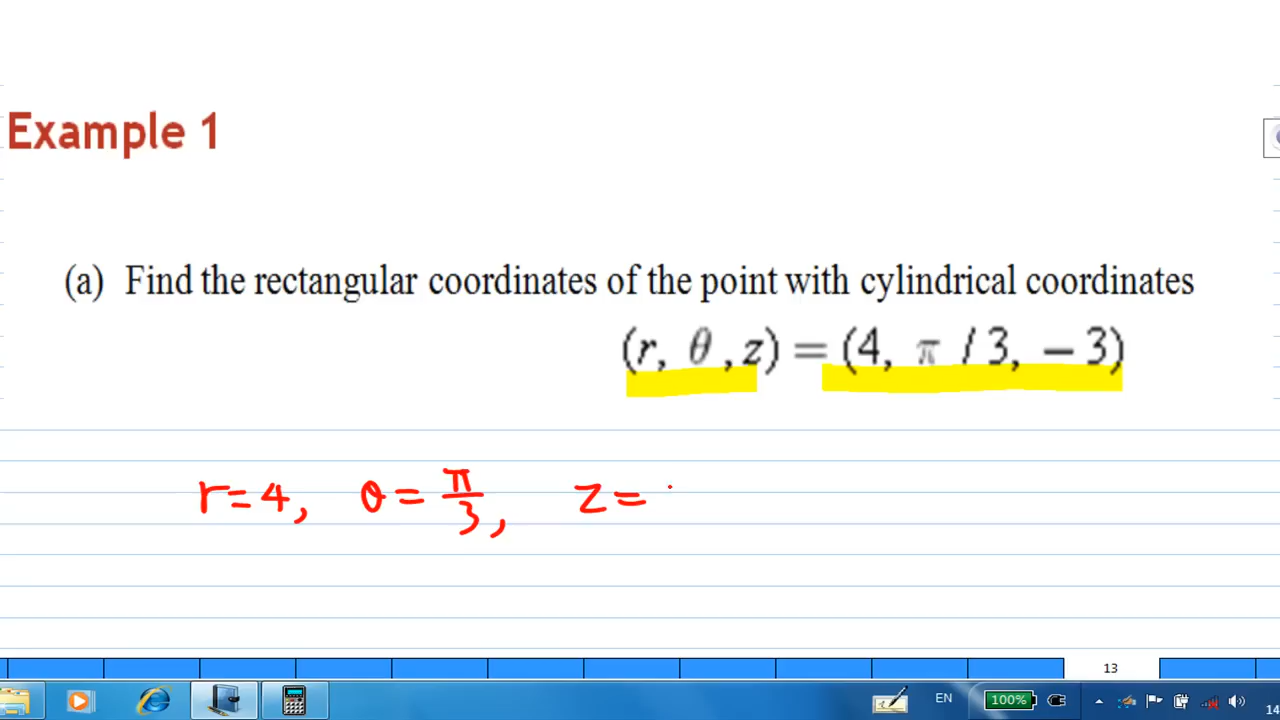 Example 1
(a) Find the rectangular coordinates of the point with cylindrical coordinates
(r, θ , z) = (4, π / 3, − 3)
r = 4, θ = π/3, z =
13
EN
100%
14